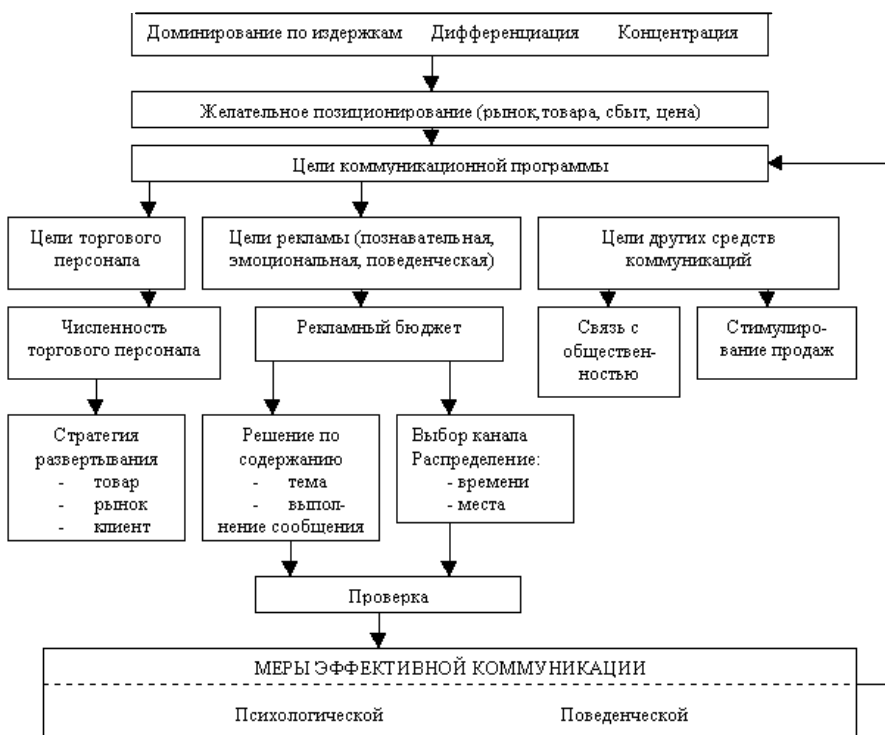 Доминирование по издержкам Дифференциация Концентрация
Желательное позиционирование (рынок,товара, сбыт, цена)
Цели коммуникационной программы
Цели торгового
персонала
Цели рекламы (познавательная,
эмоциональная, поведенческая)
Цели других средств
коммуникаций
Численность
торгового персонала
Рекламный бюджет
Связь с
обществен-
ностью
Стимулиро-
вание продаж
Стратегия
развертывания
- товар
- рынок
- клиент
Решение по
содержанию
- тема
- выпол-
нение сообщения
Выбор канала
Распределение:
- времени
- места
Проверка
МЕРЫ ЭФФЕКТИВНОЙ КОММУНИКАЦИИ
Психологической Поведенческой